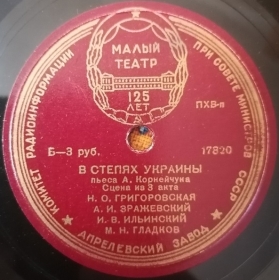 КОМИТЕТ РАДИОИНФОРМАЦИИ
ПРИ СОВЕТЕ МИНИСТРОВ СССР
МАЛЫЙ
ТЕАТР
125
ЛЕТ
ПХВ-п
Б—3 руб.
17820
В СТЕПЯХ УКРАИНЫ
пьеса А. Корнейчука
Сцена из 3 акта
Н. О. ГРИГОРОВСКАЯ
А. И. ЗРАЖЕВСКИЙ
И. В. ИЛЬИНСКИЙ
М. Н. ГЛАДКОВ
АПРЕЛЕВСКИЙ ЗАВОД